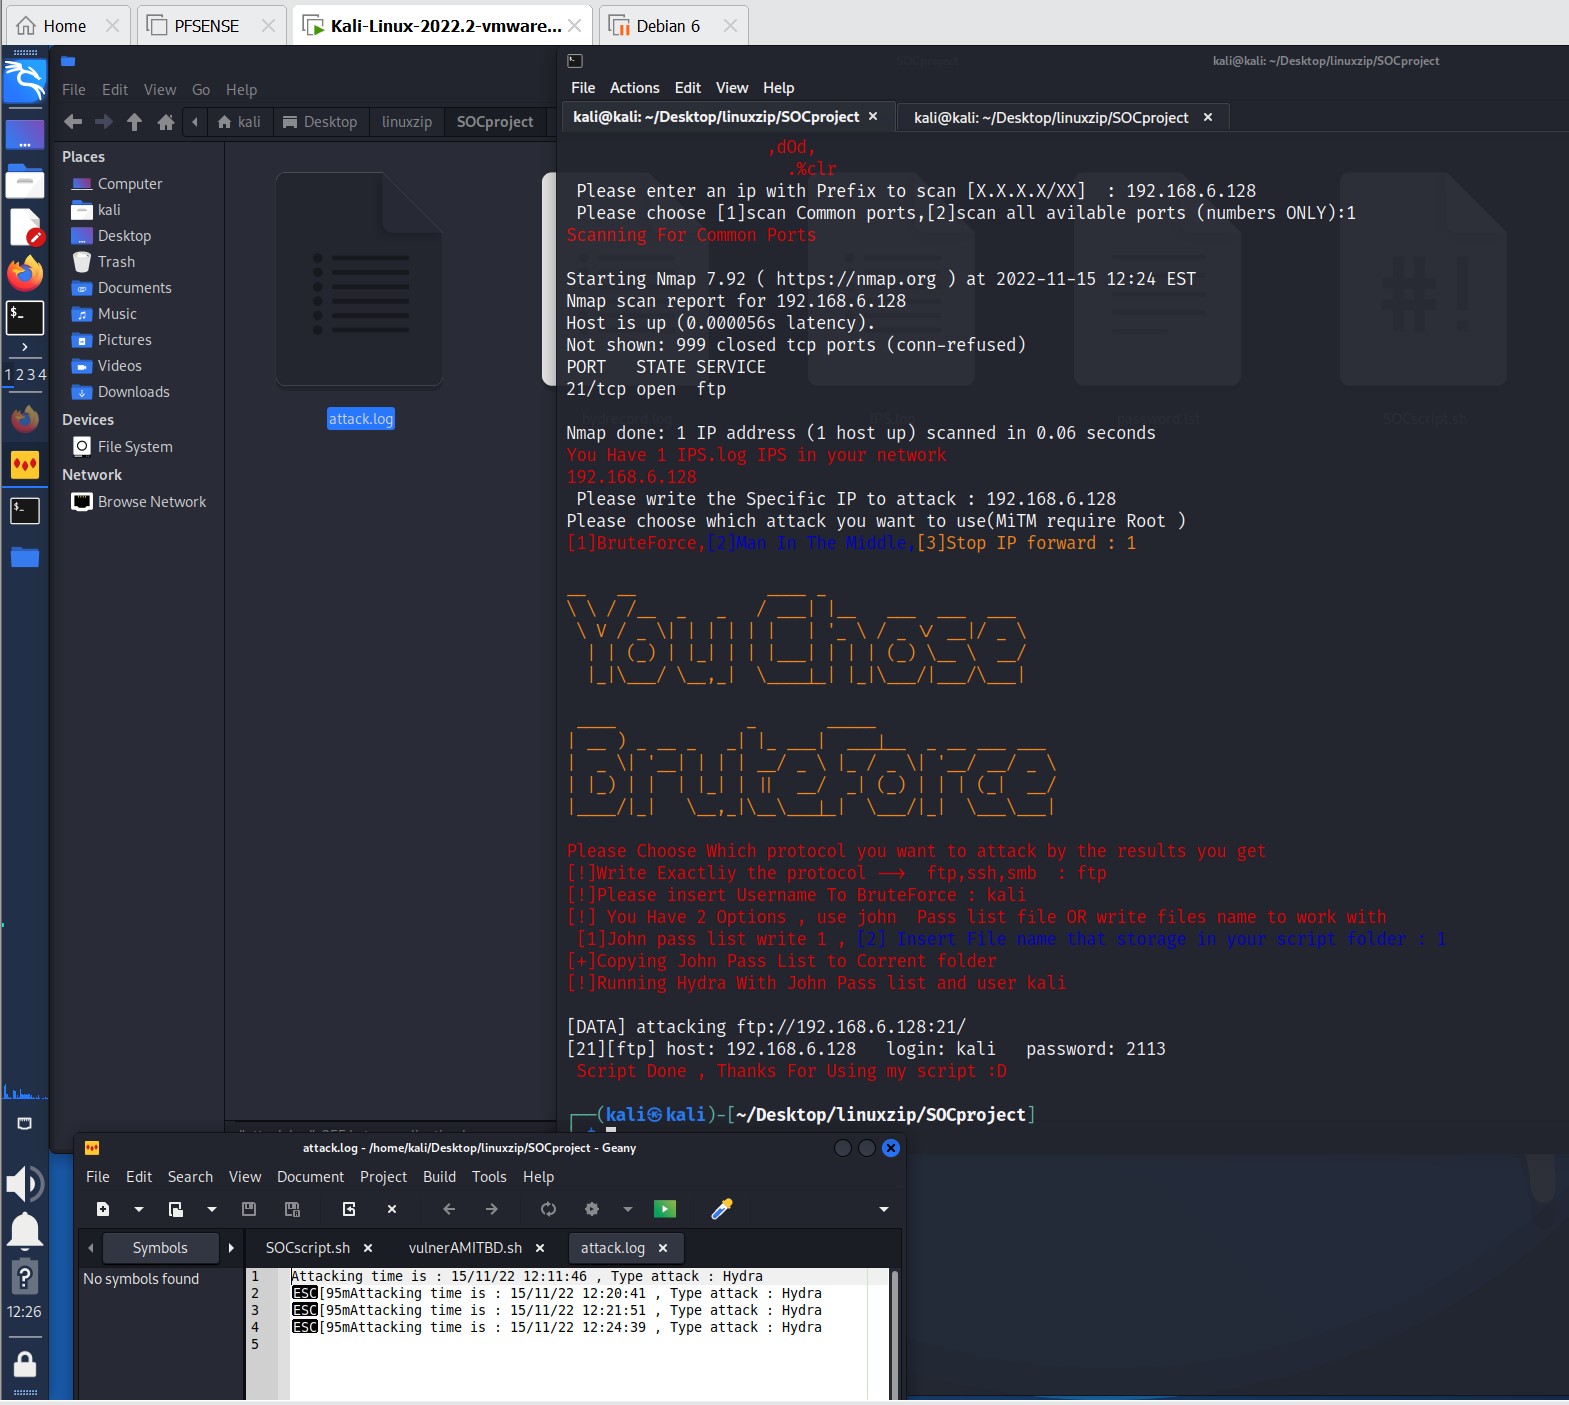 Home
PFSENSE
Kali-Linux-2022.2-vmware...
Debian 6
File Edit View Go Help
kali
Desktop
linuxzip
SOCproject
Places
Computer
kali
Desktop
Trash
Documents
Music
Pictures
Videos
Downloads
Devices
File System
Network
Browse Network
1 2 3 4
attack.log
kali@kali: ~/Desktop/linuxzip/SOCproject
File Actions Edit View Help
kali@kali: ~/Desktop/linuxzip/SOCproject
kali@kali: ~/Desktop/linuxzip/SOCproject
,dOd,
.%clr
Please enter an ip with Prefix to scan [X.X.X.X/XX]  : 192.168.6.128
Please choose [1]scan Common ports,[2]scan all avilable ports (numbers ONLY):1
Scanning For Common Ports
Starting Nmap 7.92 ( https://nmap.org ) at 2022-11-15 12:24 EST
Nmap scan report for 192.168.6.128
Host is up (0.000056s latency).
Not shown: 999 closed tcp ports (conn-refused)
PORT   STATE SERVICE
21/tcp open  ftp
IPS.log
password.lst
SOCscript.sh
Nmap done: 1 IP address (1 host up) scanned in 0.06 seconds
You Have 1 IPS.log IPS in your network
192.168.6.128
Please write the Specific IP to attack : 192.168.6.128
Please choose which attack you want to use(MiTM require Root )
[1]BruteForce,[2]Man In The Middle,[3]Stop IP forward : 1
You Chose
BruteForce
Please Choose Which protocol you want to attack by the results you get
[!]Write Exactliy the protocol —>  ftp,ssh,smb  : ftp
[!]Please insert Username To BruteForce : kali
[!] You Have 2 Options , use john  Pass list file OR write files name to work with
[1]John pass list write 1 , [2] Insert File name that storage in your script folder : 1
[+]Copying John Pass List to Corrent folder
[!]Running Hydra With John Pass list and user kali
[DATA] attacking ftp://192.168.6.128:21/
[21][ftp] host: 192.168.6.128   login: kali   password: 2113
Script Done , Thanks For Using my script :D
(kali㉿kali)-[~/Desktop/linuxzip/SOCproject]
attack.log - /home/kali/Desktop/linuxzip/SOCproject - Geany
File Edit Search View Document Project Build Tools Help
Symbols
SOCscript.sh
vulnerAMITBD.sh
attack.log
No symbols found
1 Attacking time is : 15/11/22 12:11:46 , Type attack : Hydra
2 ESC[95mAttacking time is : 15/11/22 12:20:41 , Type attack : Hydra
3 ESC[95mAttacking time is : 15/11/22 12:21:51 , Type attack : Hydra
4 ESC[95mAttacking time is : 15/11/22 12:24:39 , Type attack : Hydra
5
12:26